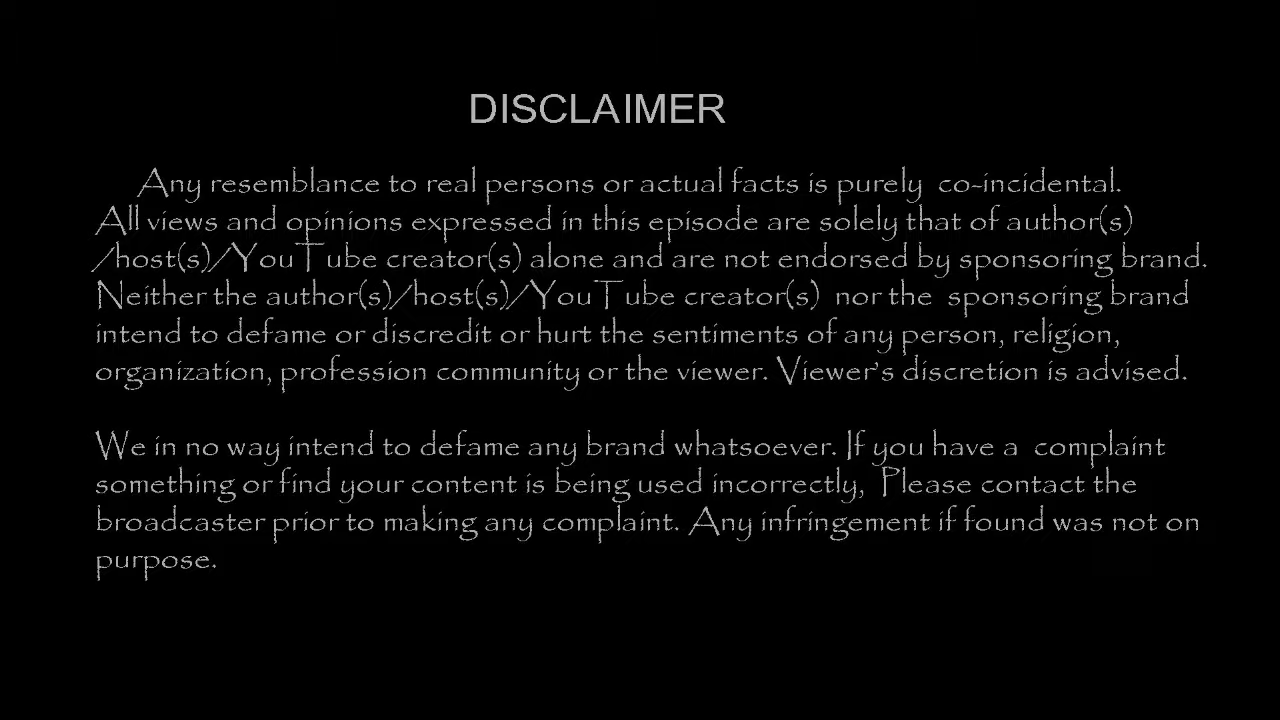 DISCLAIMER
Any resemblance to real persons or actual facts is purely co-incidental.
All views and opinions expressed in this episode are solely that of author(s)
/host(s)/YouTube creator(s) alone and are not endorsed by sponsoring brand.
Neither the author(s)/host(s)/YouTube creator(s) nor the sponsoring brand
intend to defame or discredit or hurt the sentiments of any person, religion,
organization, profession community or the viewer. Viewer's discretion is advised.
We in no way intend to defame any brand whatsoever. If you have a complaint
something or find your content is being used incorrectly, Please contact the
broadcaster prior to making any complaint. Any infringement if found was not on
purpose.